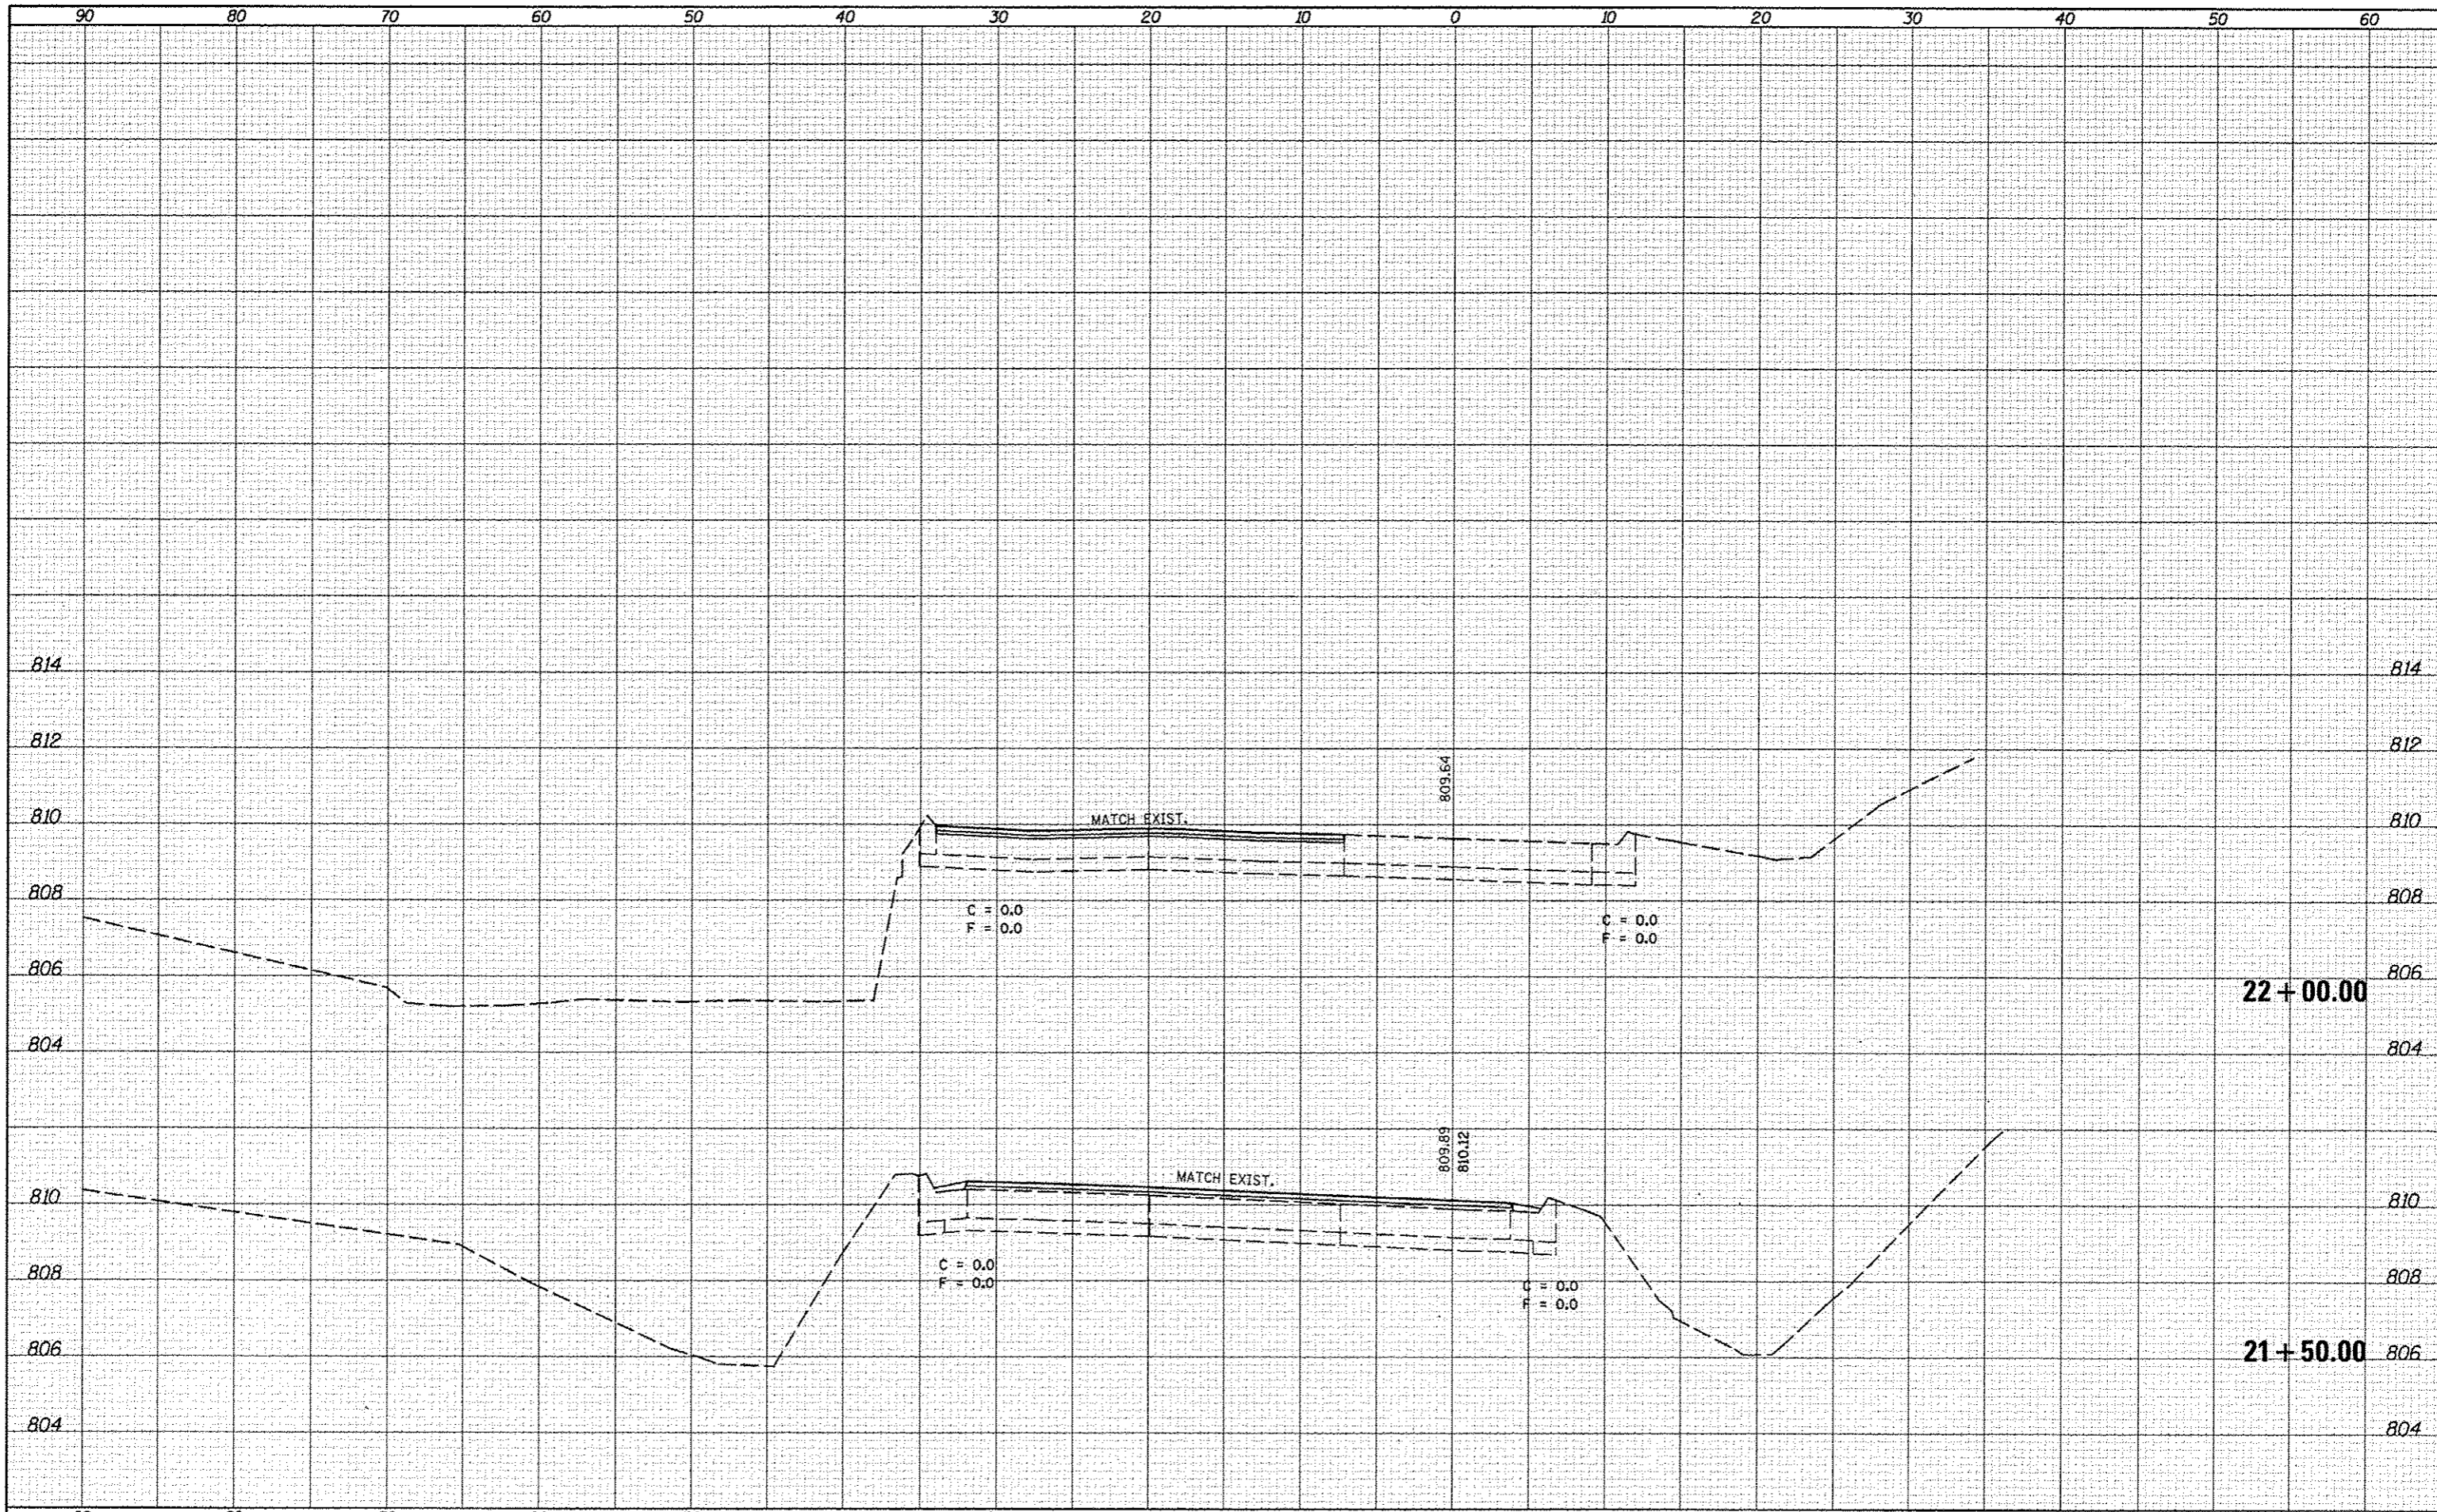 90 80 70 60 50 40 30 20 10 0 10 20 30 40 50 60
814 814
812 812
809.64
810 MATCH EXIST. 810
808 808
C = 0.0
F = 0.0
C = 0.0
F = 0.0
806 806
22+00.00
804 804
809.89
810.12
MATCH EXIST.
810 810
808 808
C = 0.0
F = 0.0
C = 0.0
F = 0.0
806 21+50.00 806
804 804